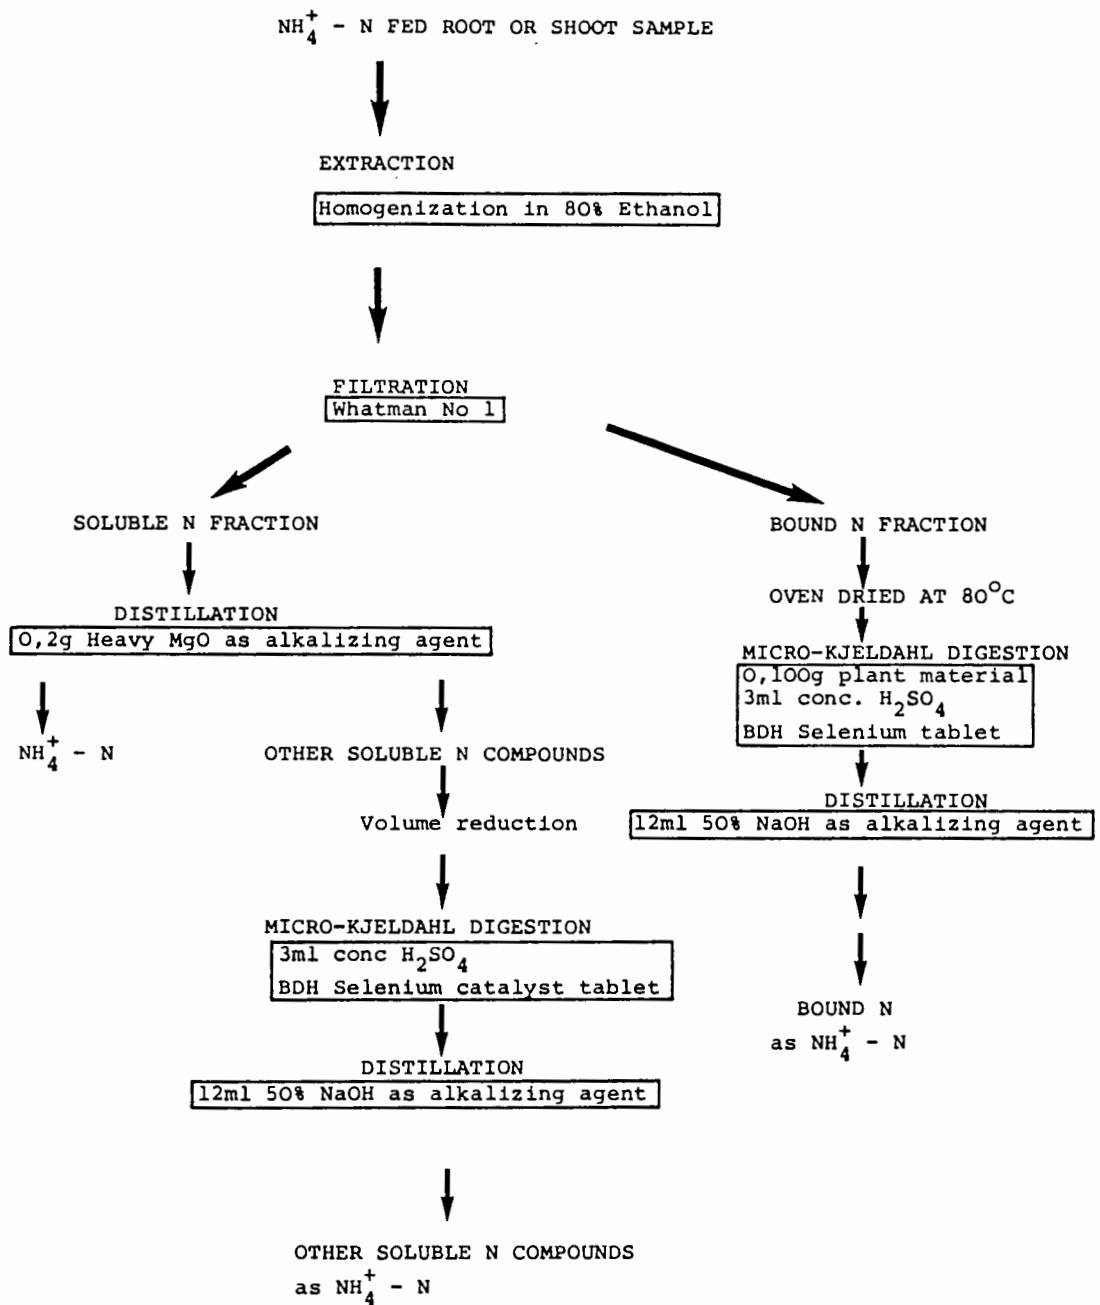 NH₄⁺ - N FED ROOT OR SHOOT SAMPLE
EXTRACTION
Homogenization in 80% Ethanol
FILTRATION
Whatman No 1
SOLUBLE N FRACTION
DISTILLATION
0,2g Heavy MgO as alkalizing agent
NH₄⁺ - N
OTHER SOLUBLE N COMPOUNDS
Volume reduction
MICRO-KJELDAHL DIGESTION
3ml conc H₂SO₄
BDH Selenium catalyst tablet
DISTILLATION
12ml 50% NaOH as alkalizing agent
OTHER SOLUBLE N COMPOUNDS
as NH₄⁺ - N
BOUND N FRACTION
OVEN DRIED AT 80°C
MICRO-KJELDAHL DIGESTION
0,100g plant material
3ml conc. H₂SO₄
BDH Selenium tablet
DISTILLATION
12ml 50% NaOH as alkalizing agent
BOUND N
as NH₄⁺ - N